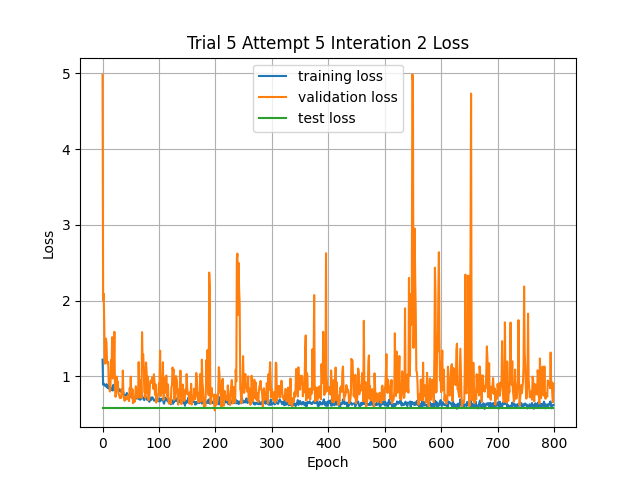 Trial 5 Attempt 5 Interation 2 Loss
training loss
validation loss
test loss
5
4
3
2
1
Loss
0 100 200 300 400 500 600 700 800
Epoch